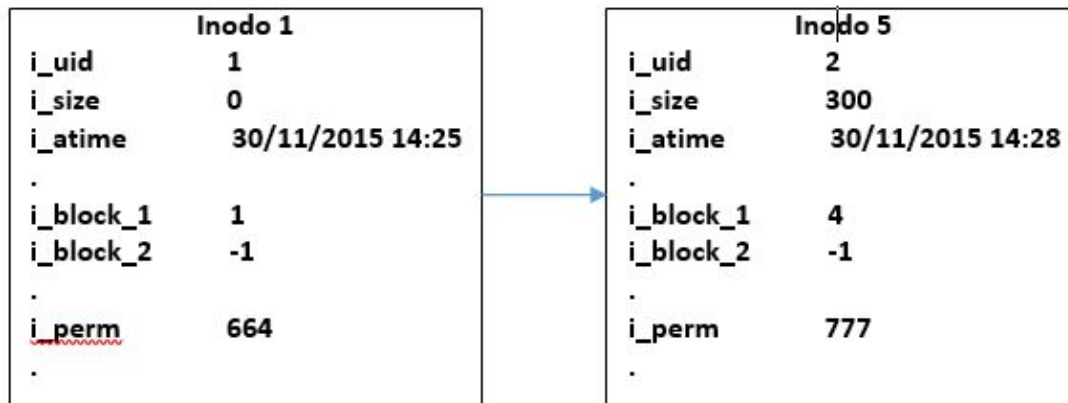 Inodo 1
i_uid 1
i_size 0
i_atime 30/11/2015 14:25
.
i_block_1 1
i_block_2 -1
.
i_perm 664
.
Inodo 5
i_uid 2
i_size 300
i_atime 30/11/2015 14:28
.
i_block_1 4
i_block_2 -1
.
i_perm 777
.